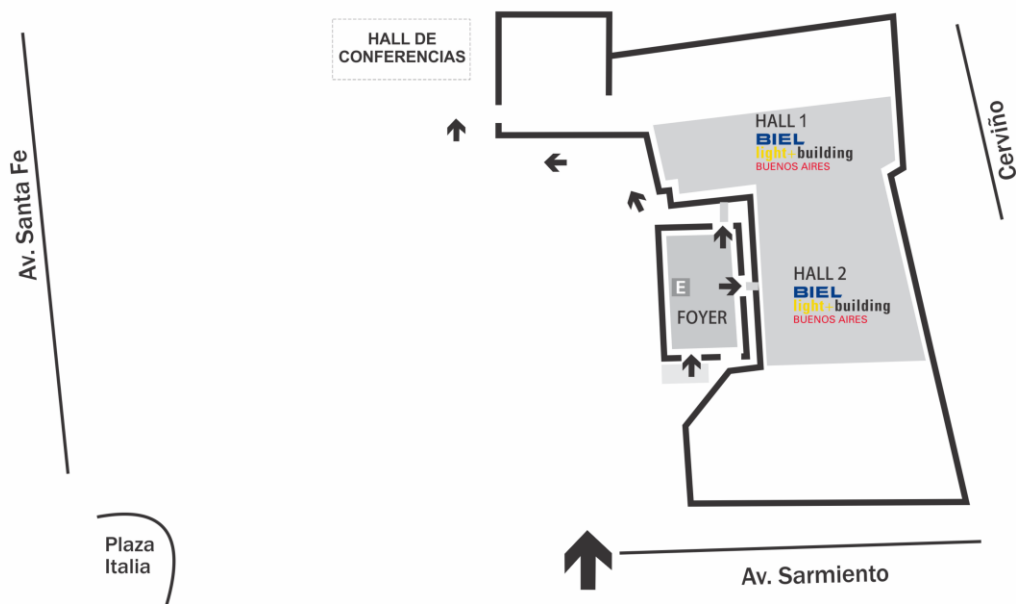 HALL DE
CONFERENCIAS
Av. Santa Fe
Cerviño
HALL 1
BIEL
light+building
BUENOS AIRES
HALL 2
BIEL
light+building
BUENOS AIRES
E
FOYER
Plaza
Italia
Av. Sarmiento